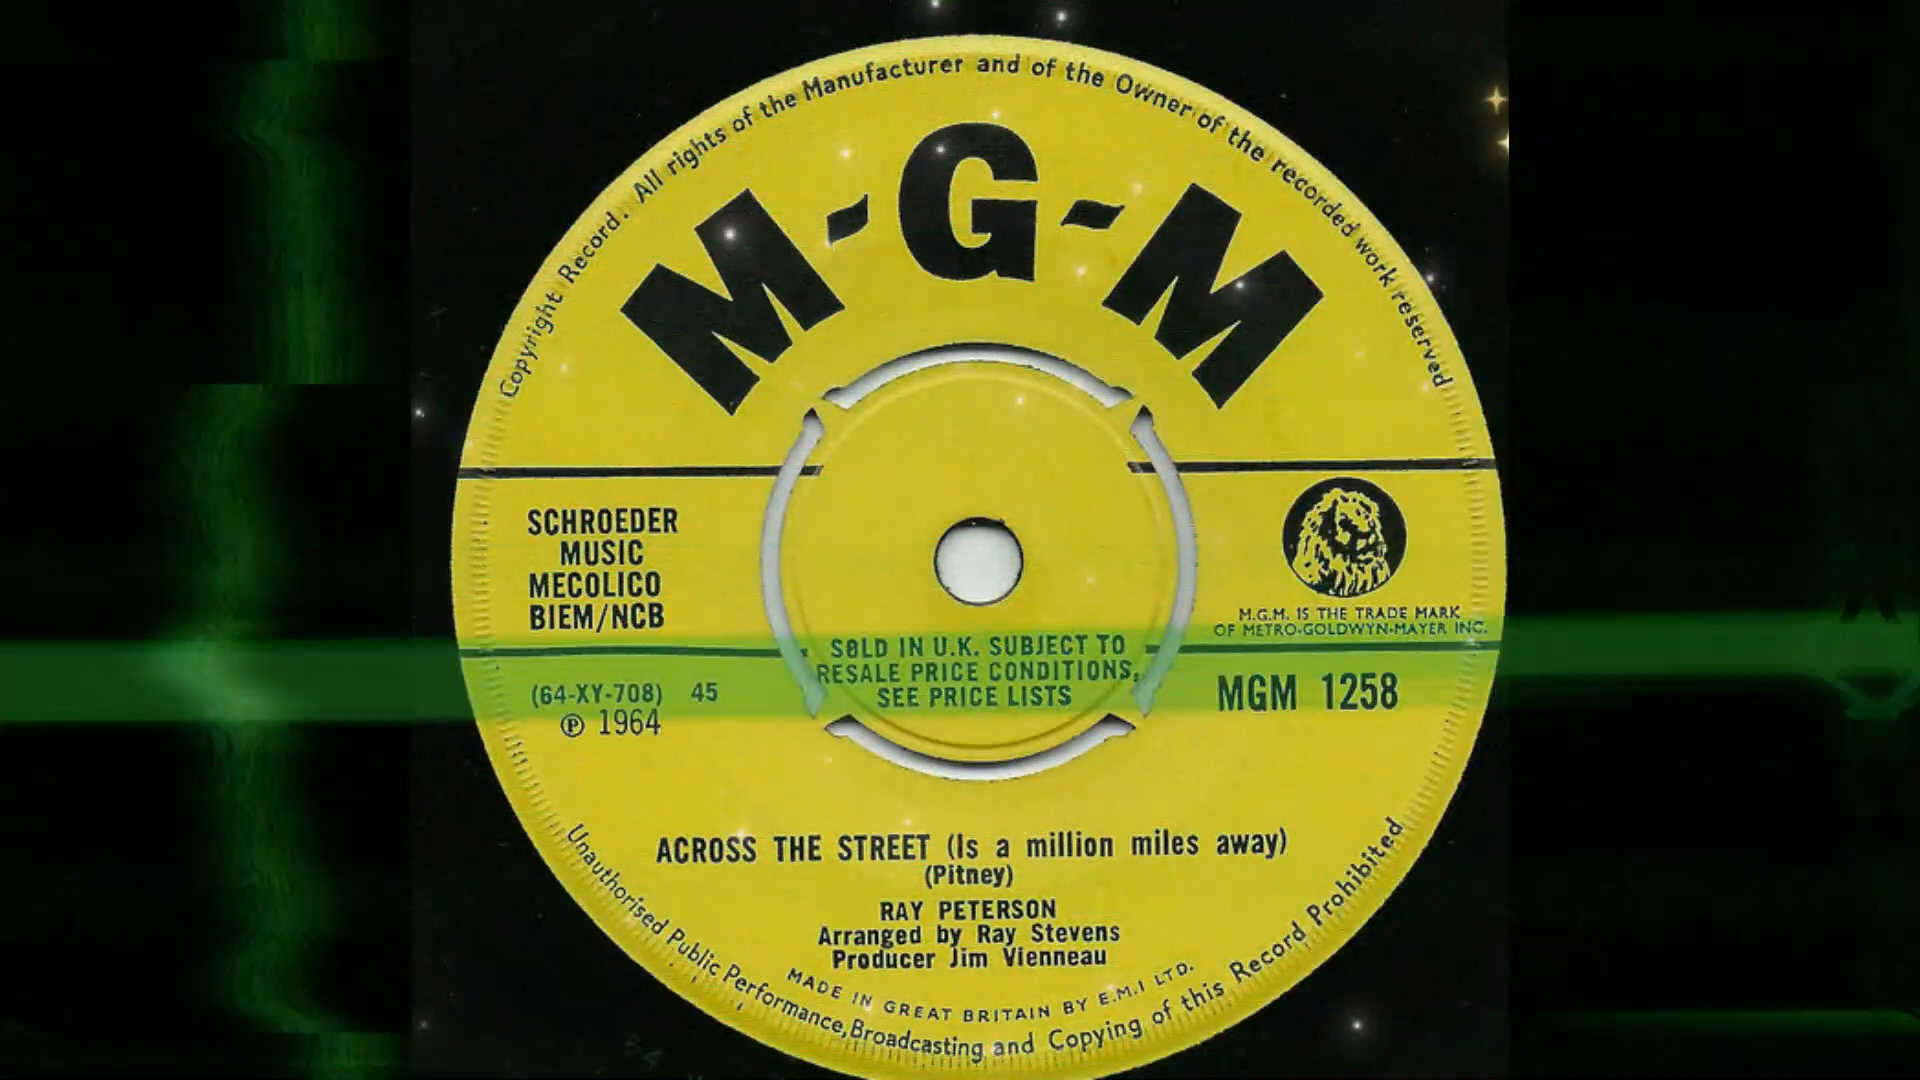 Copyright Record. All rights of the Manufacturer and of the Owner of the recorded work reserved
M-G-M
SCHROEDER
MUSIC
MECOLICO
BIEM/NCB
M.G.M. IS THE TRADE MARK
OF METRO-GOLDWYN-MAYER INC.
SOLD IN U.K. SUBJECT TO
RESALE PRICE CONDITIONS,
SEE PRICE LISTS
(64-XY-708) 45
℗ 1964
MGM 1258
ACROSS THE STREET (Is a million miles away)
(Pitney)
RAY PETERSON
Arranged by Ray Stevens
Producer Jim Vienneau
MADE IN GREAT BRITAIN BY E.M.I LTD.
Unauthorised Public Performance, Broadcasting and Copying of this Record Prohibited